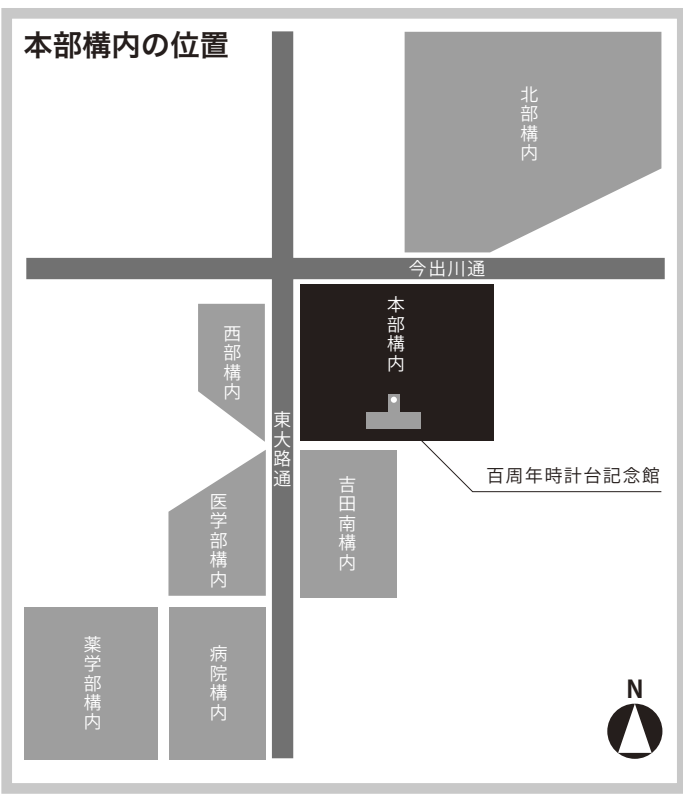 本部構内の位置
北部構内
今出川通
本部構内
西部構内
東大路通
百周年時計台記念館
吉田南構内
医学部構内
薬学部構内
病院構内
N